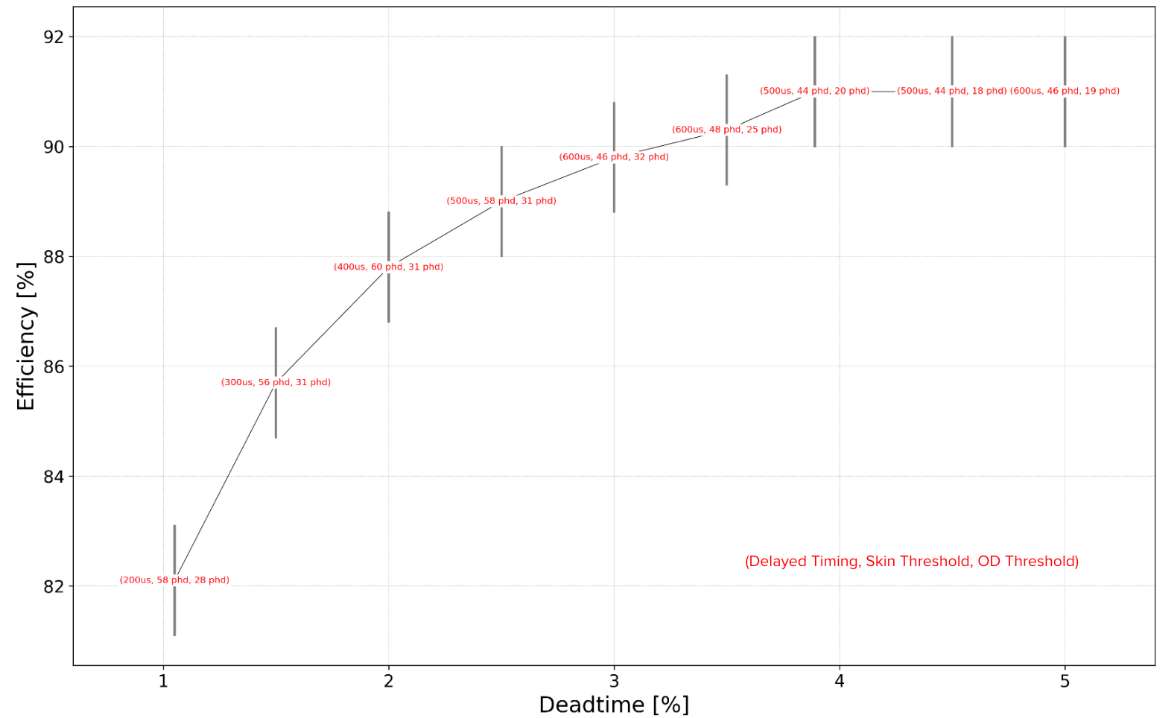 92
(500us, 44 phd, 20 phd)
(500us, 44 phd, 18 phd)
(600us, 46 phd, 19 phd)
(600us, 48 phd, 25 phd)
90
(600us, 46 phd, 32 phd)
(500us, 58 phd, 31 phd)
88
(400us, 60 phd, 31 phd)
Efficiency [%]
86
(300us, 56 phd, 31 phd)
84
(Delayed Timing, Skin Threshold, OD Threshold)
82
(200us, 58 phd, 28 phd)
1 2 3 4 5
Deadtime [%]